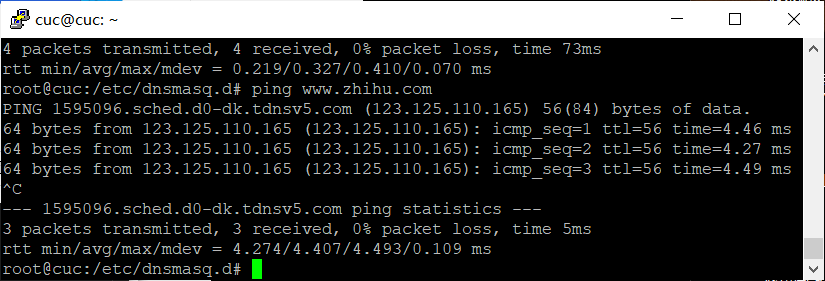 cuc@cuc: ~
4 packets transmitted, 4 received, 0% packet loss, time 73ms
rtt min/avg/max/mdev = 0.219/0.327/0.410/0.070 ms
root@cuc:/etc/dnsmasq.d# ping www.zhihu.com
PING 1595096.sched.d0-dk.tdnsv5.com (123.125.110.165) 56(84) bytes of data.
64 bytes from 123.125.110.165 (123.125.110.165): icmp_seq=1 ttl=56 time=4.46 ms
64 bytes from 123.125.110.165 (123.125.110.165): icmp_seq=2 ttl=56 time=4.27 ms
64 bytes from 123.125.110.165 (123.125.110.165): icmp_seq=3 ttl=56 time=4.49 ms
^C
--- 1595096.sched.d0-dk.tdnsv5.com ping statistics ---
3 packets transmitted, 3 received, 0% packet loss, time 5ms
rtt min/avg/max/mdev = 4.274/4.407/4.493/0.109 ms
root@cuc:/etc/dnsmasq.d#